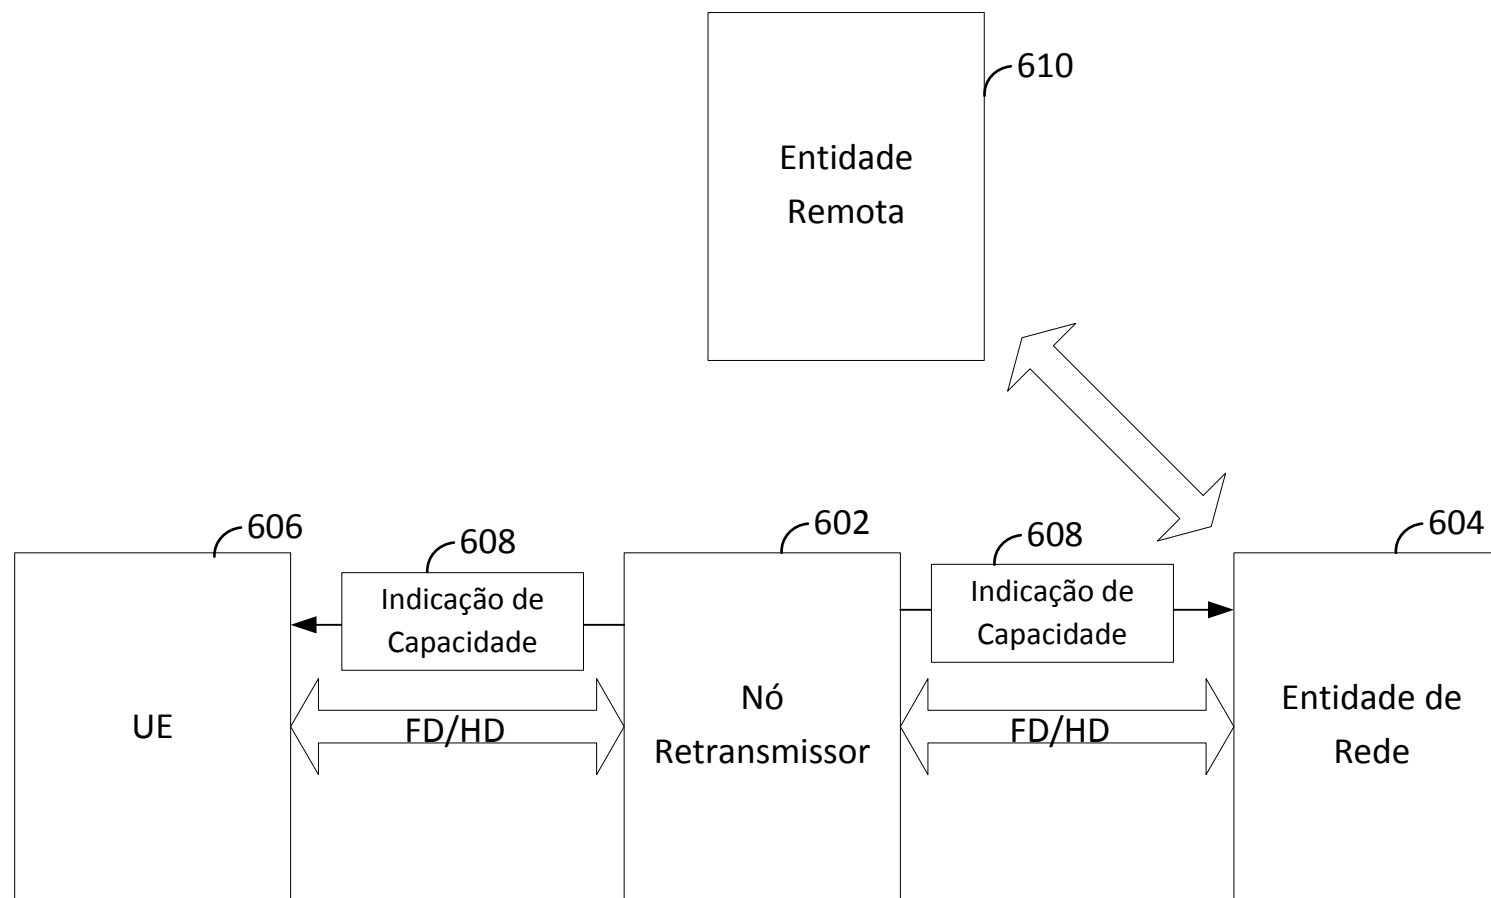 610
Entidade
Remota
606
608
602
608
604
Indicação de
Capacidade
Indicação de
Capacidade
UE
FD/HD
Nó
Retransmissor
FD/HD
Entidade de
Rede